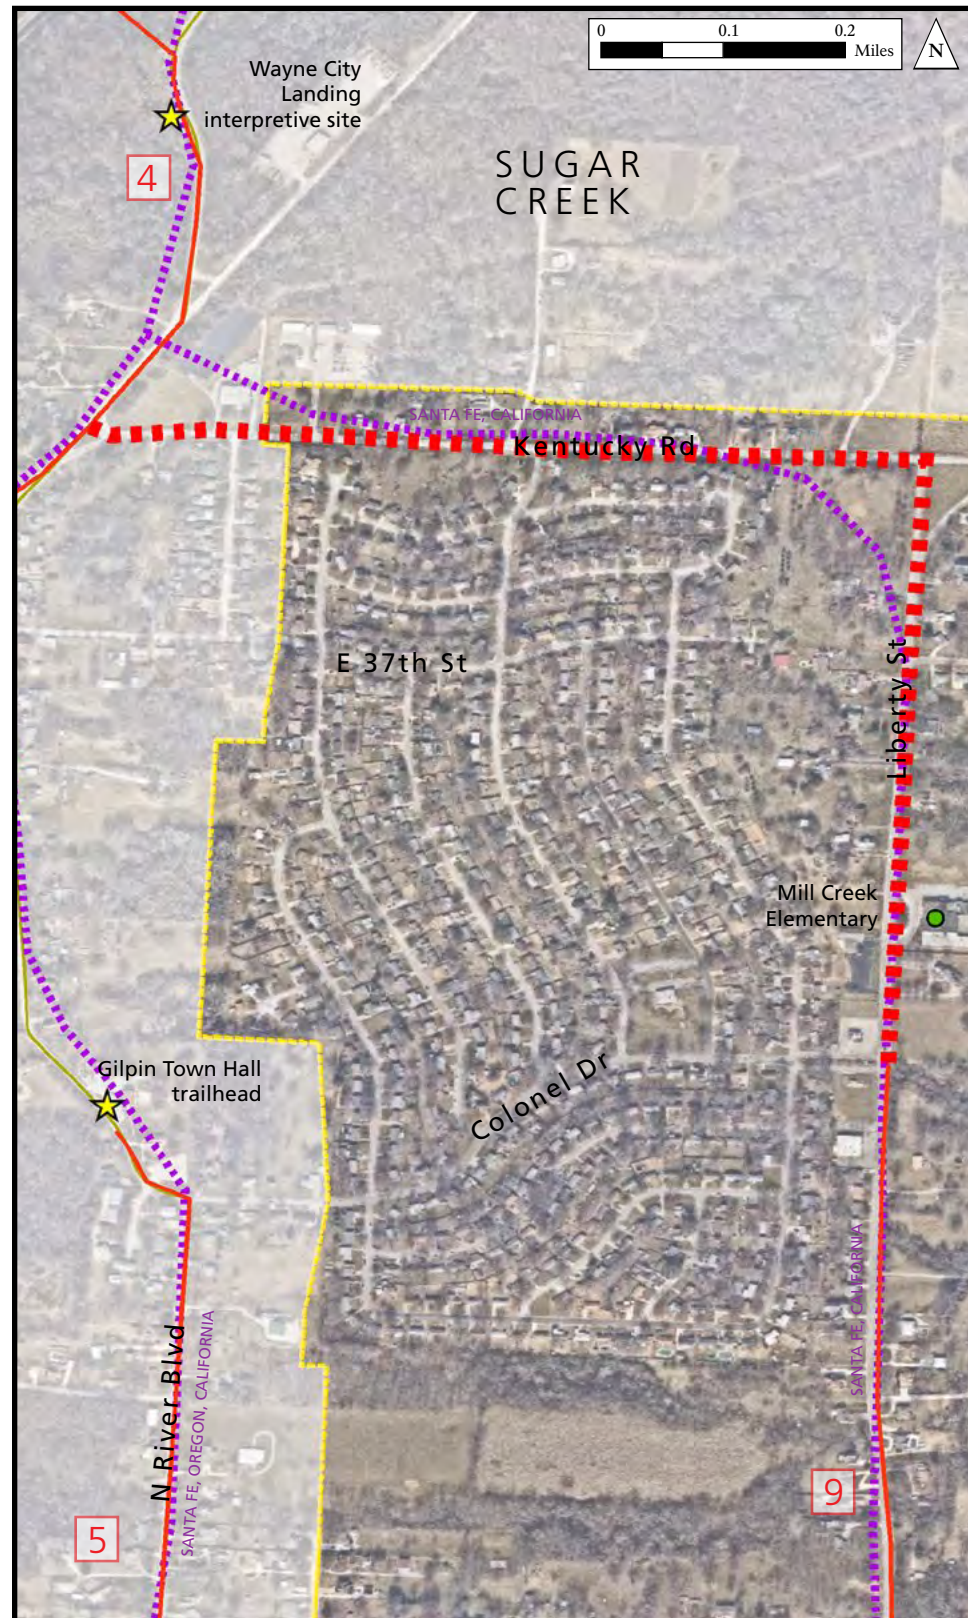 0 0.1 0.2
Miles
N
Wayne City
Landing
interpretive site
4
SUGAR
CREEK
SANTA FE, CALIFORNIA
Kentucky Rd
E 37th St
Liberty St
Mill Creek
Elementary
Gilpin Town Hall
trailhead
Colonel Dr
N River Blvd
SANTA FE, OREGON, CALIFORNIA
SANTA FE, CALIFORNIA
9
5